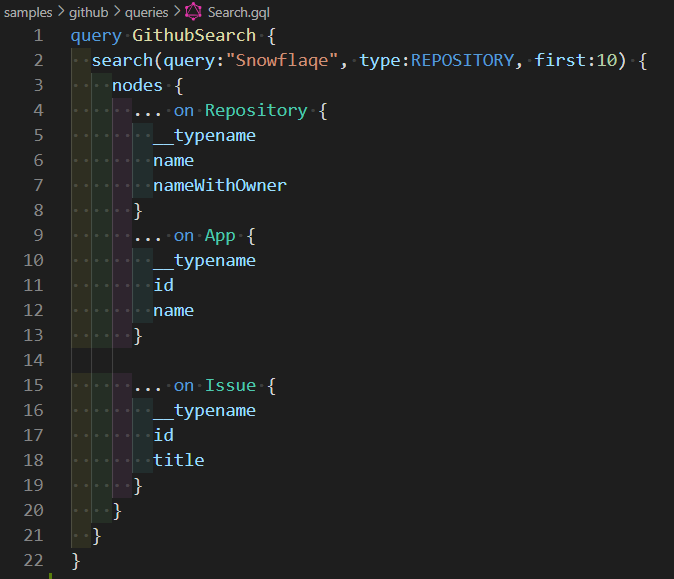 samples > github > queries > Search.gql
1 query GithubSearch {
2 search(query:"Snowflaqe", type:REPOSITORY, first:10) {
3 nodes {
4 ... on Repository {
5 __typename
6 name
7 nameWithOwner
8 }
9 ... on App {
10 __typename
11 id
12 name
13 }
14
15 ... on Issue {
16 __typename
17 id
18 title
19 }
20 }
21 }
22 }